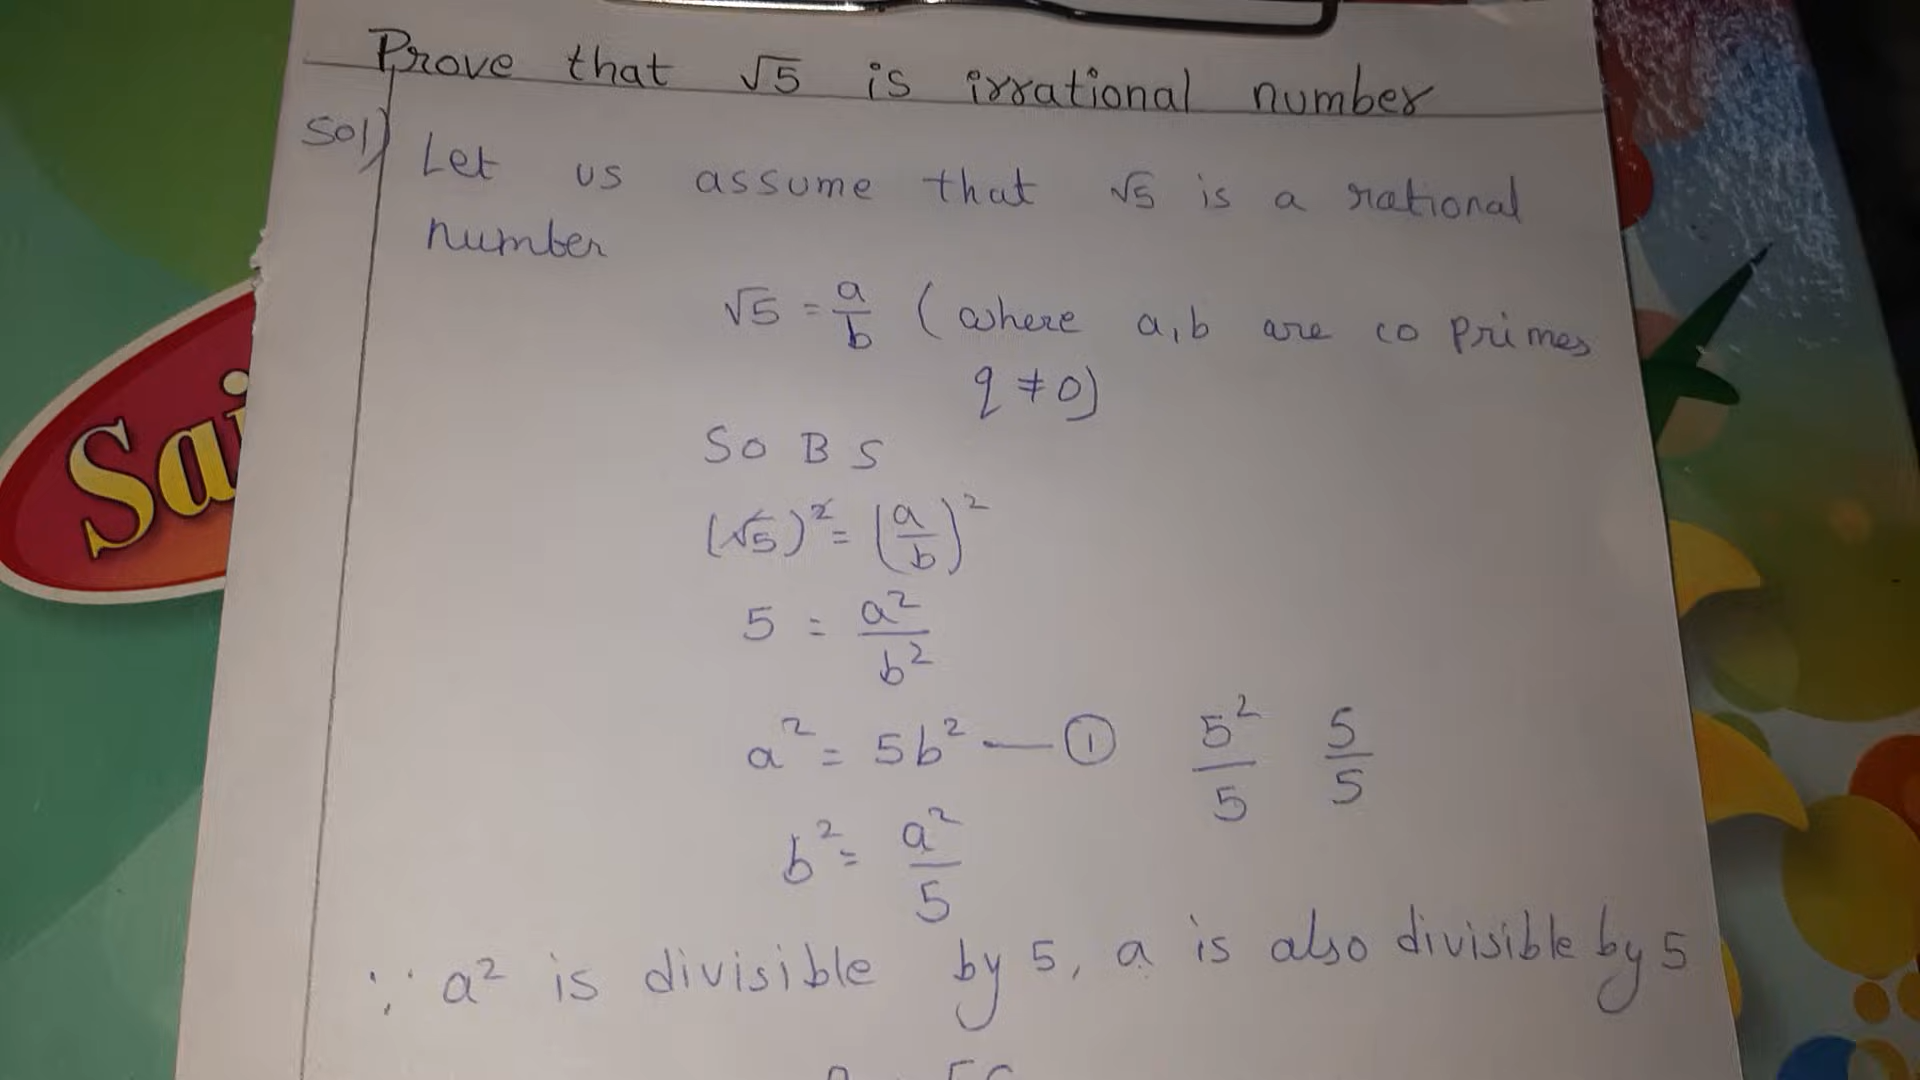 Prove that √5 is irrational number
Sol) Let us assume that √5 is a rational
number
√5 = a/b (where a,b are co primes
q ≠ 0)
S O B S
(√5)² = (a/b)²
5 = a²/b²
a² = 5b² — ① 5²/5 5/5
b² = a²/5
∵ a² is divisible by 5, a is also divisible by 5
Sai